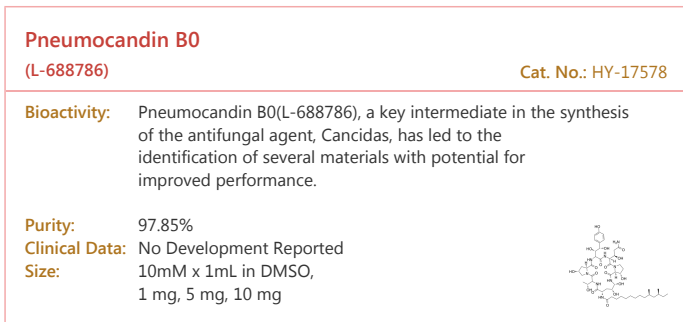 Pneumocandin B0
(L-688786)
Cat. No.: HY-17578
Bioactivity: Pneumocandin B0(L-688786), a key intermediate in the synthesis
of the antifungal agent, Cancidas, has led to the
identification of several materials with potential for
improved performance.
Purity: 97.85%
Clinical Data: No Development Reported
Size: 10mM x 1mL in DMSO,
1 mg, 5 mg, 10 mg